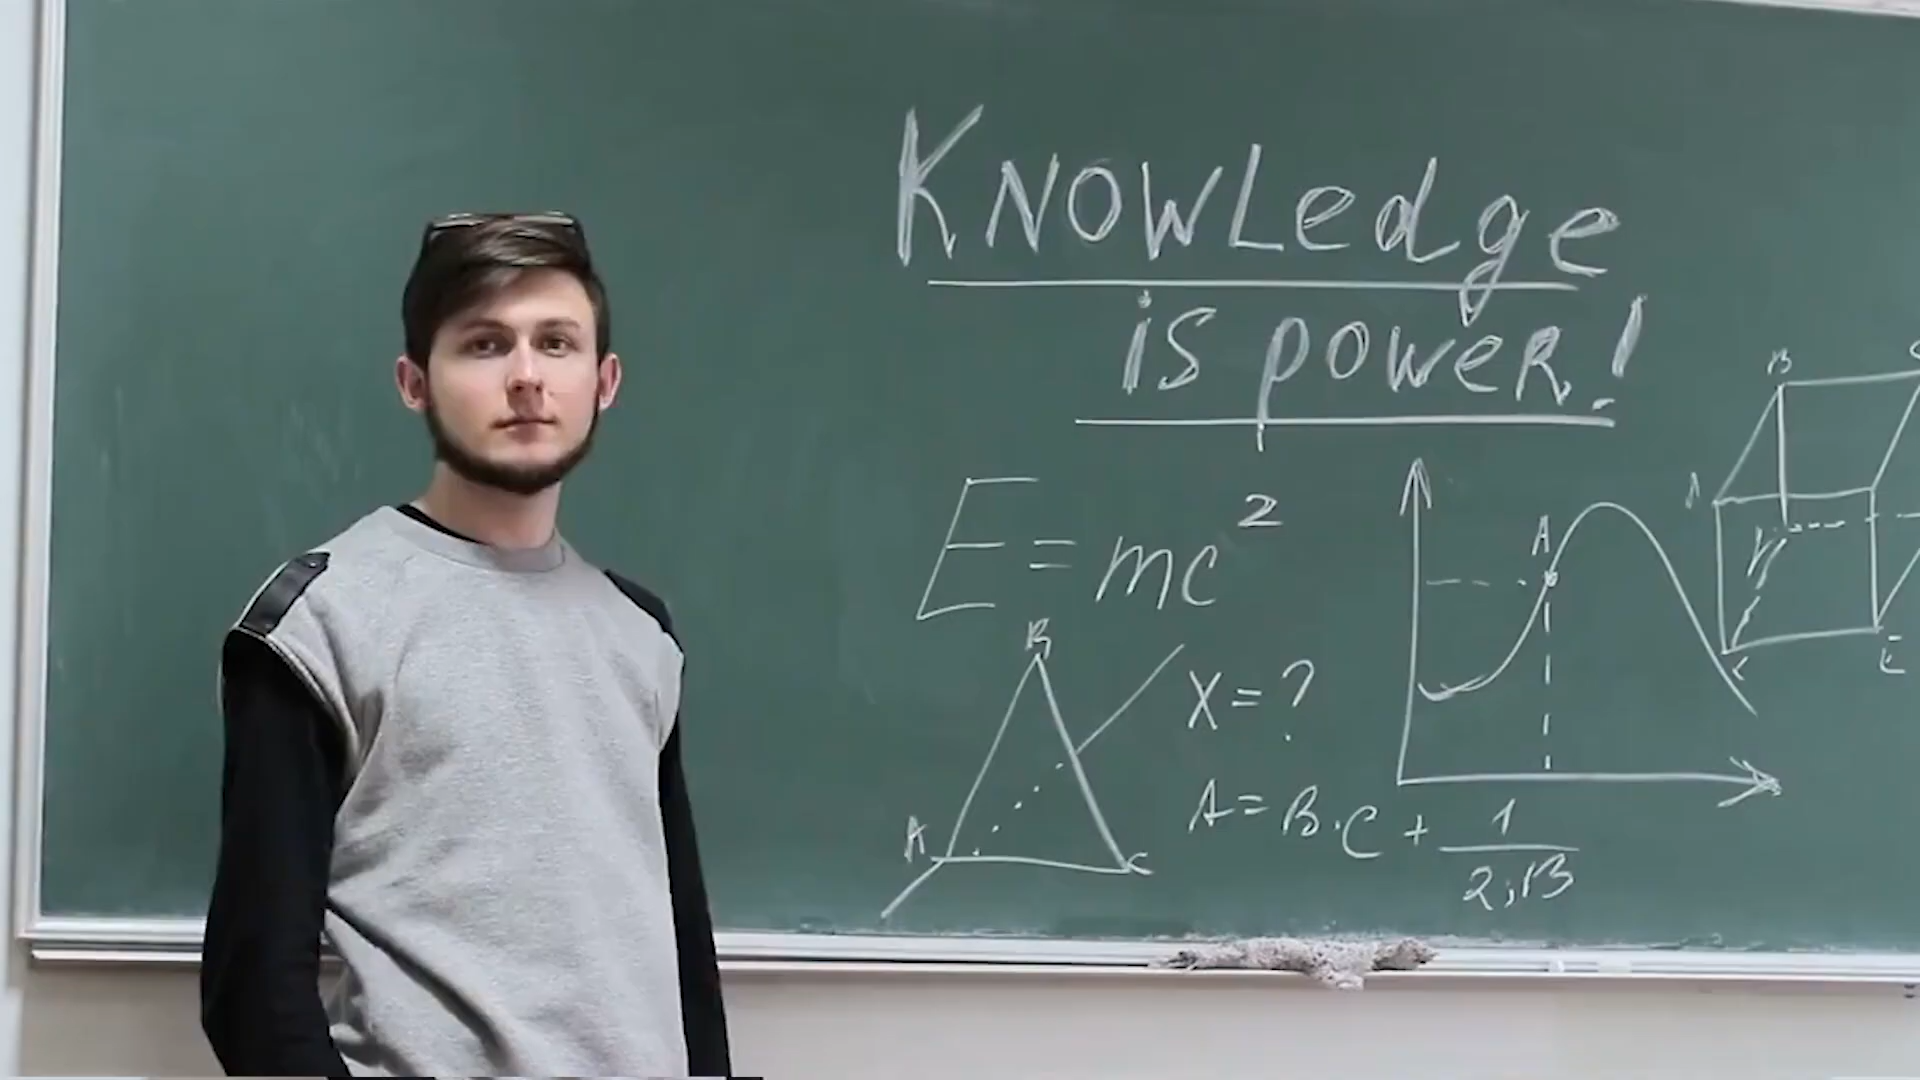 Knowledge
is power!
E = mc²
B
X = ?
A
C
A = B · C + 1/2,13
A
B
A
E